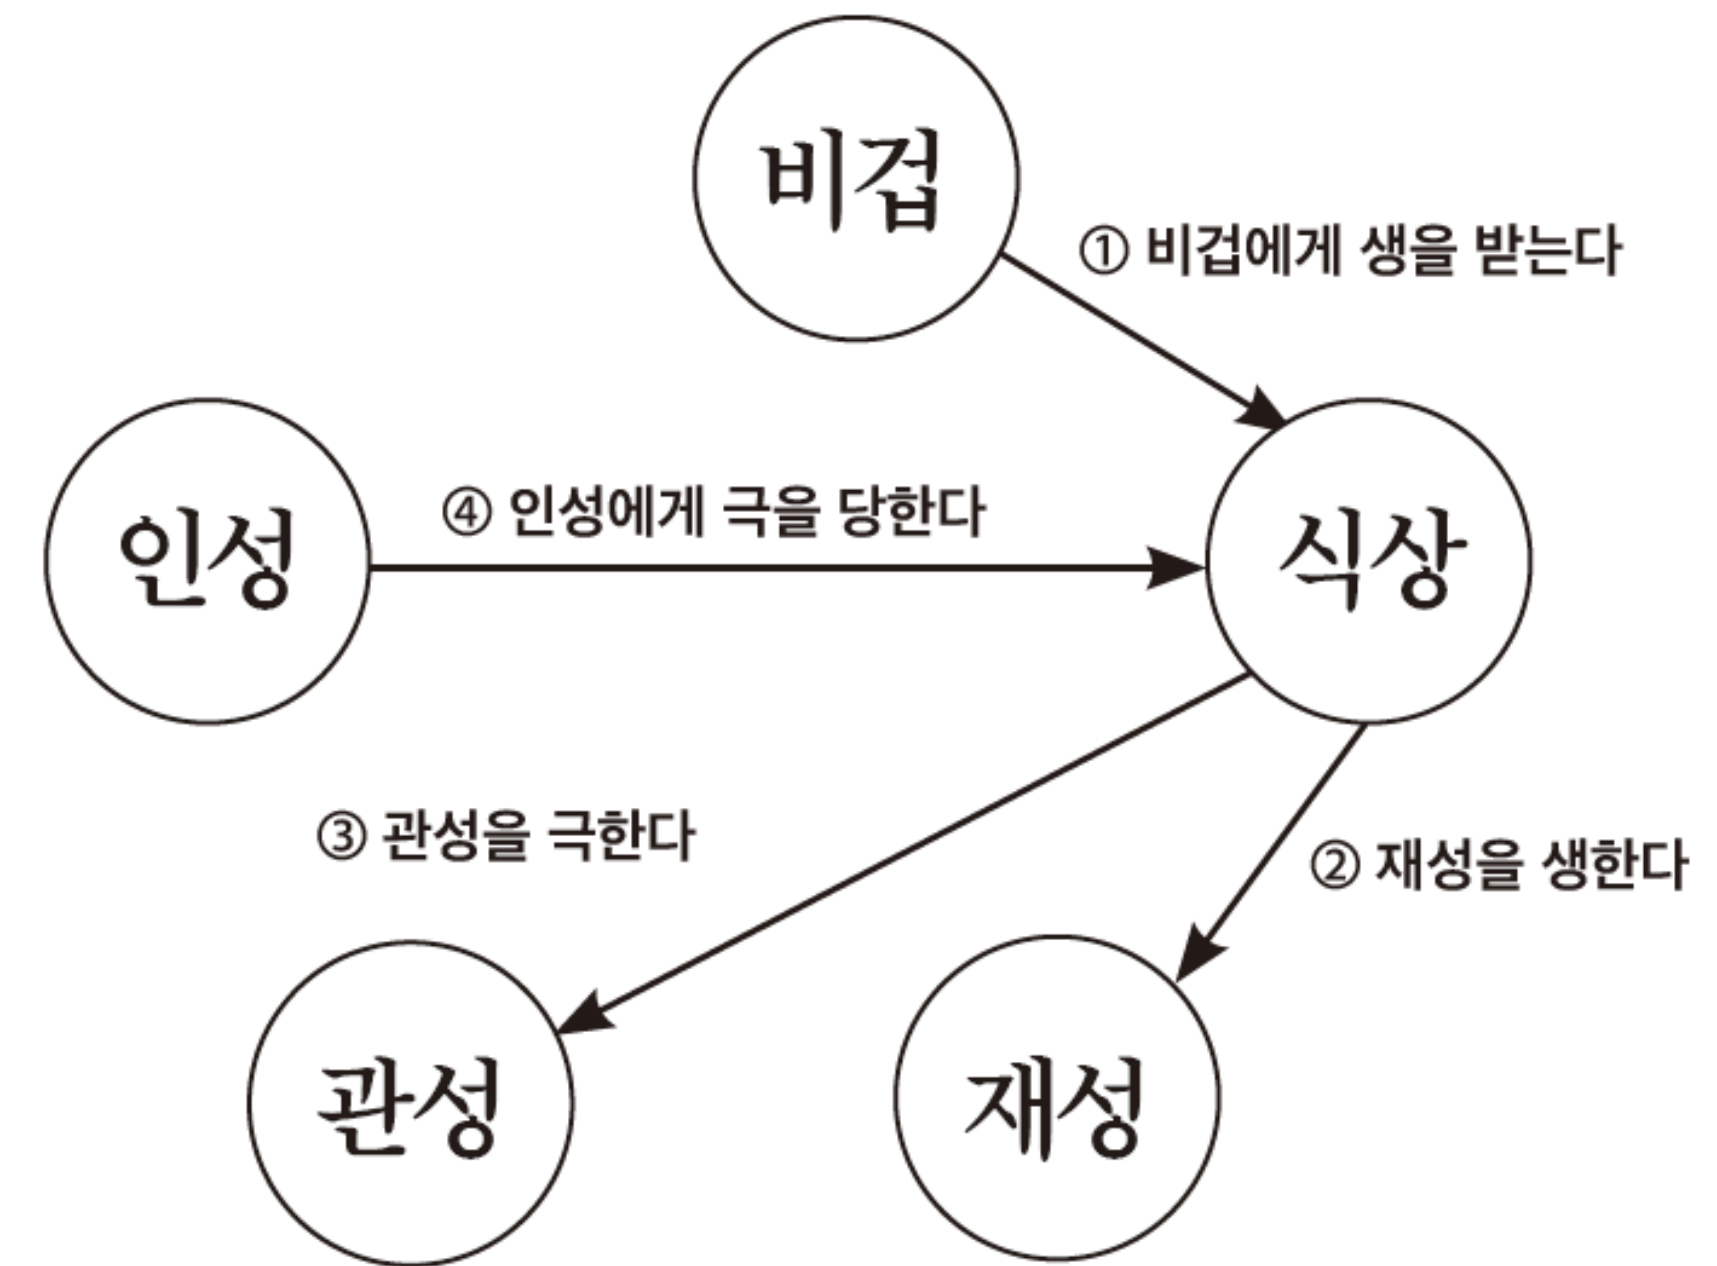 비겁
① 비겁에게 생을 받는다
인성
④ 인성에게 극을 당한다
식상
③ 관성을 극한다
② 재성을 생한다
관성
재성